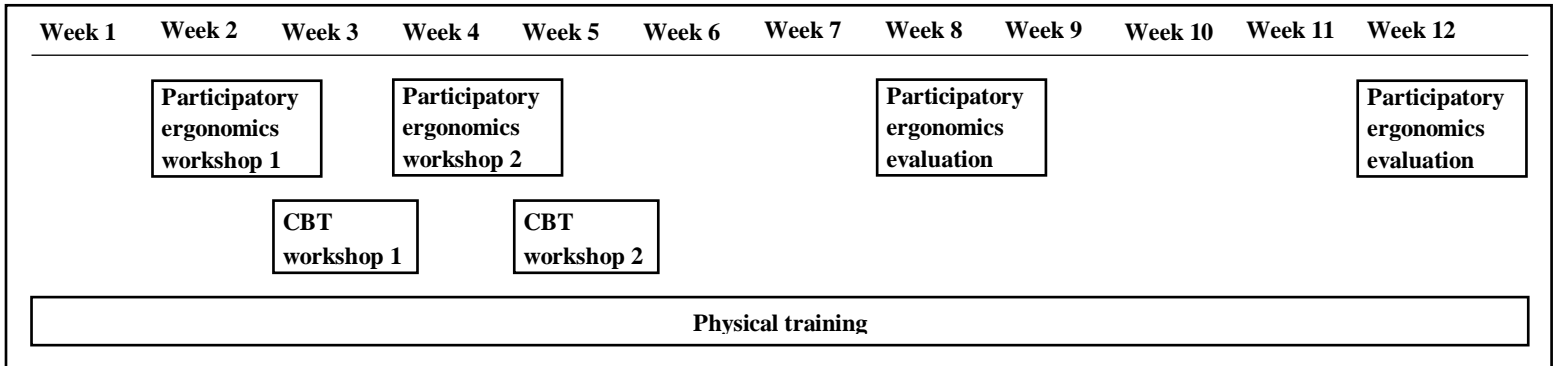 Week 1 Week 2 Week 3 Week 4 Week 5 Week 6 Week 7 Week 8 Week 9 Week 10 Week 11 Week 12
Participatory
ergonomics
workshop 1
Participatory
ergonomics
workshop 2
Participatory
ergonomics
evaluation
Participatory
ergonomics
evaluation
CBT
workshop 1
CBT
workshop 2
Physical training